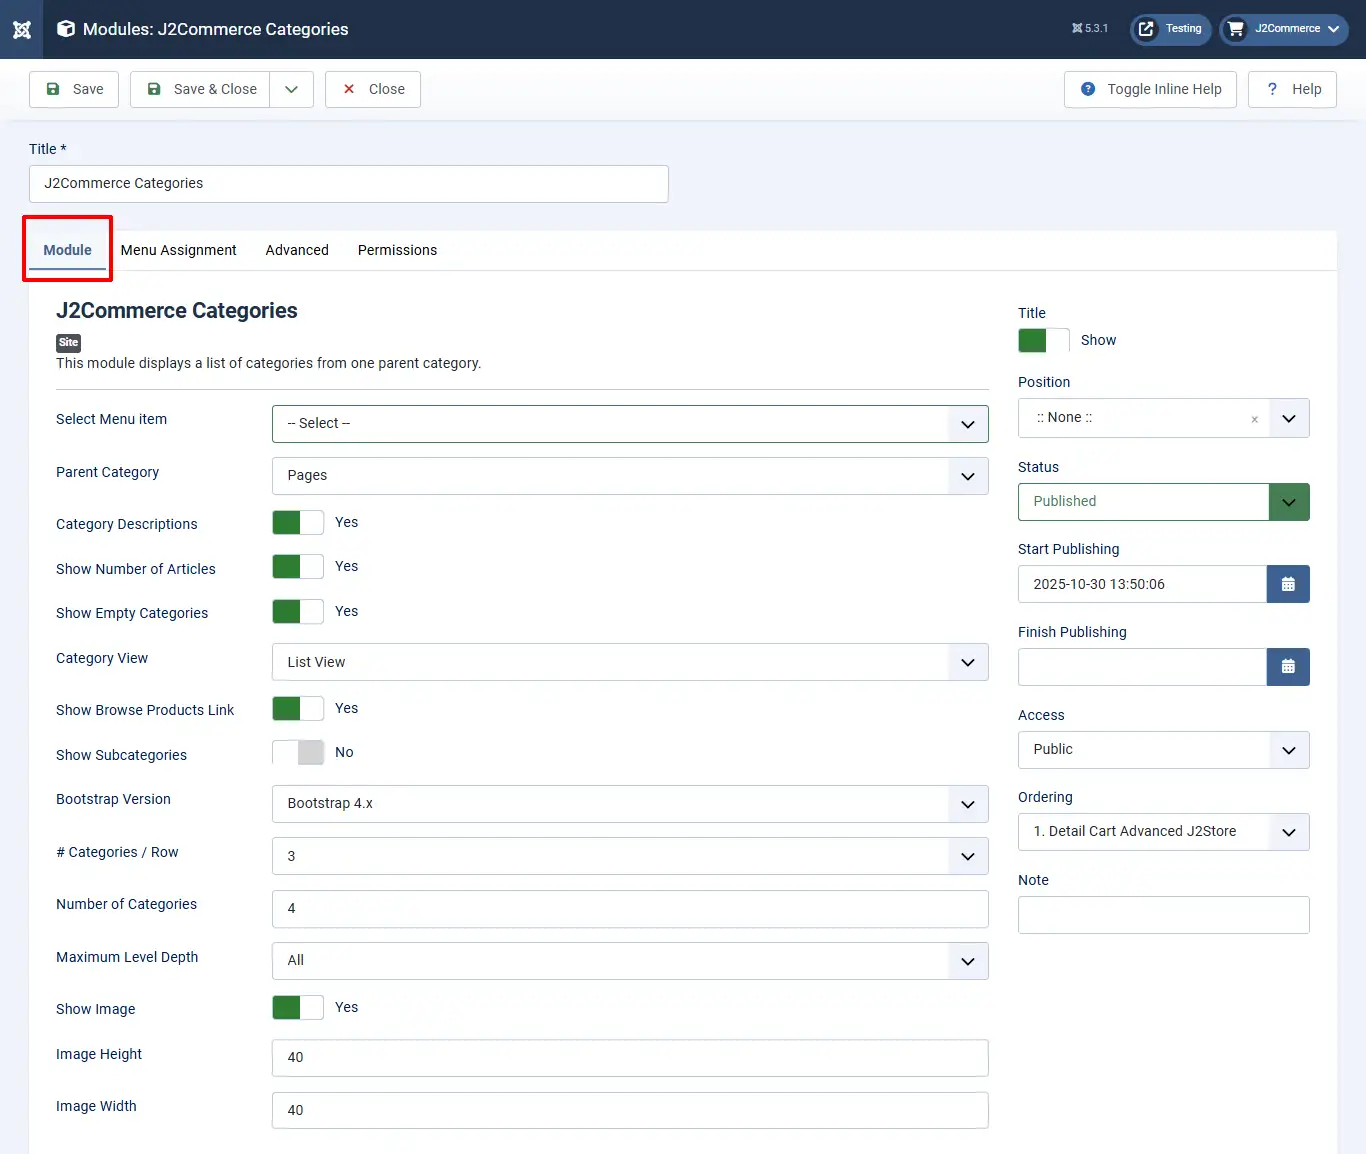 Modules: J2Commerce Categories
5.3.1
Testing
J2Commerce
Save
Save & Close
Close
Toggle Inline Help
? Help
Title *
J2Commerce Categories
Module
Menu Assignment
Advanced
Permissions
J2Commerce Categories
Site
This module displays a list of categories from one parent category.
Select Menu item
-- Select --
Parent Category
Pages
Category Descriptions
Yes
Show Number of Articles
Yes
Show Empty Categories
Yes
Category View
List View
Show Browse Products Link
Yes
Show Subcategories
No
Bootstrap Version
Bootstrap 4.x
# Categories / Row
3
Number of Categories
4
Maximum Level Depth
All
Show Image
Yes
Image Height
40
Image Width
40
Title
Show
Position
:: None ::
×
Status
Published
Start Publishing
2025-10-30 13:50:06
Finish Publishing
Access
Public
Ordering
1. Detail Cart Advanced J2Store
Note